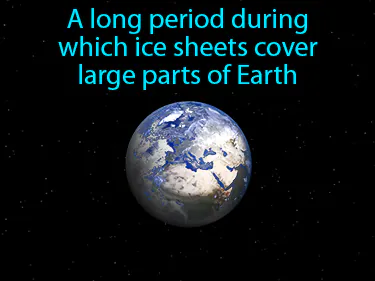 A long period during
which ice sheets cover
large parts of Earth